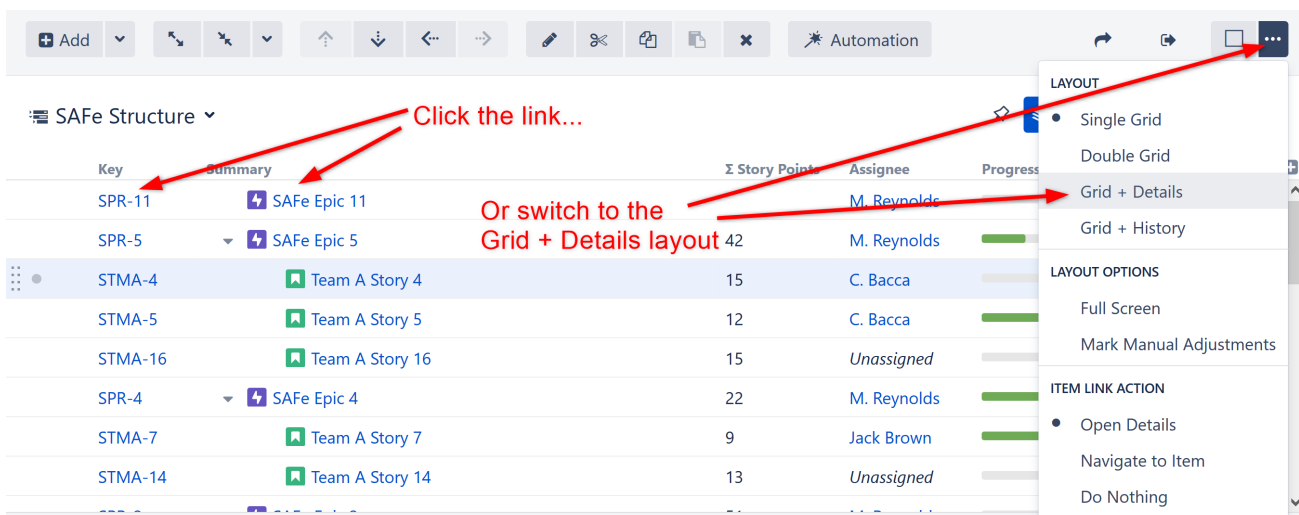 Add
Automation
LAYOUT
SAFe Structure
Click the link...
Single Grid
Double Grid
Key Summary Σ Story Points Assignee Progress
SPR-11 SAFe Epic 11 M. Reynolds
Grid + Details
Or switch to the
Grid + Details layout
Grid + History
SPR-5 SAFe Epic 5 42 M. Reynolds
LAYOUT OPTIONS
STMA-4 Team A Story 4 15 C. Bacca
Full Screen
STMA-5 Team A Story 5 12 C. Bacca
Mark Manual Adjustments
STMA-16 Team A Story 16 15 Unassigned
ITEM LINK ACTION
SPR-4 SAFe Epic 4 22 M. Reynolds
Open Details
STMA-7 Team A Story 7 9 Jack Brown
Navigate to Item
STMA-14 Team A Story 14 13 Unassigned
Do Nothing